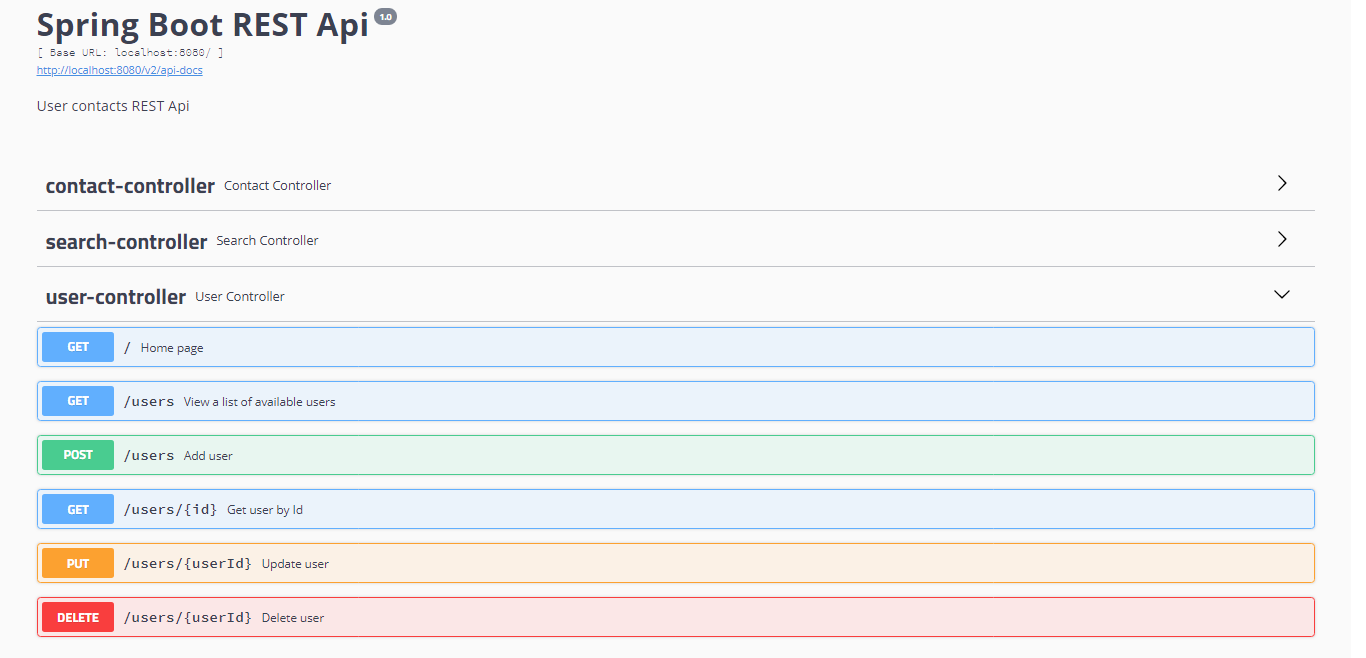 Spring Boot REST Api 1.0
[ Base URL: localhost:8080/ ]
http://localhost:8080/v2/api-docs
User contacts REST Api
contact-controller Contact Controller
search-controller Search Controller
user-controller User Controller
GET / Home page
GET /users View a list of available users
POST /users Add user
GET /users/{id} Get user by Id
PUT /users/{userId} Update user
DELETE /users/{userId} Delete user